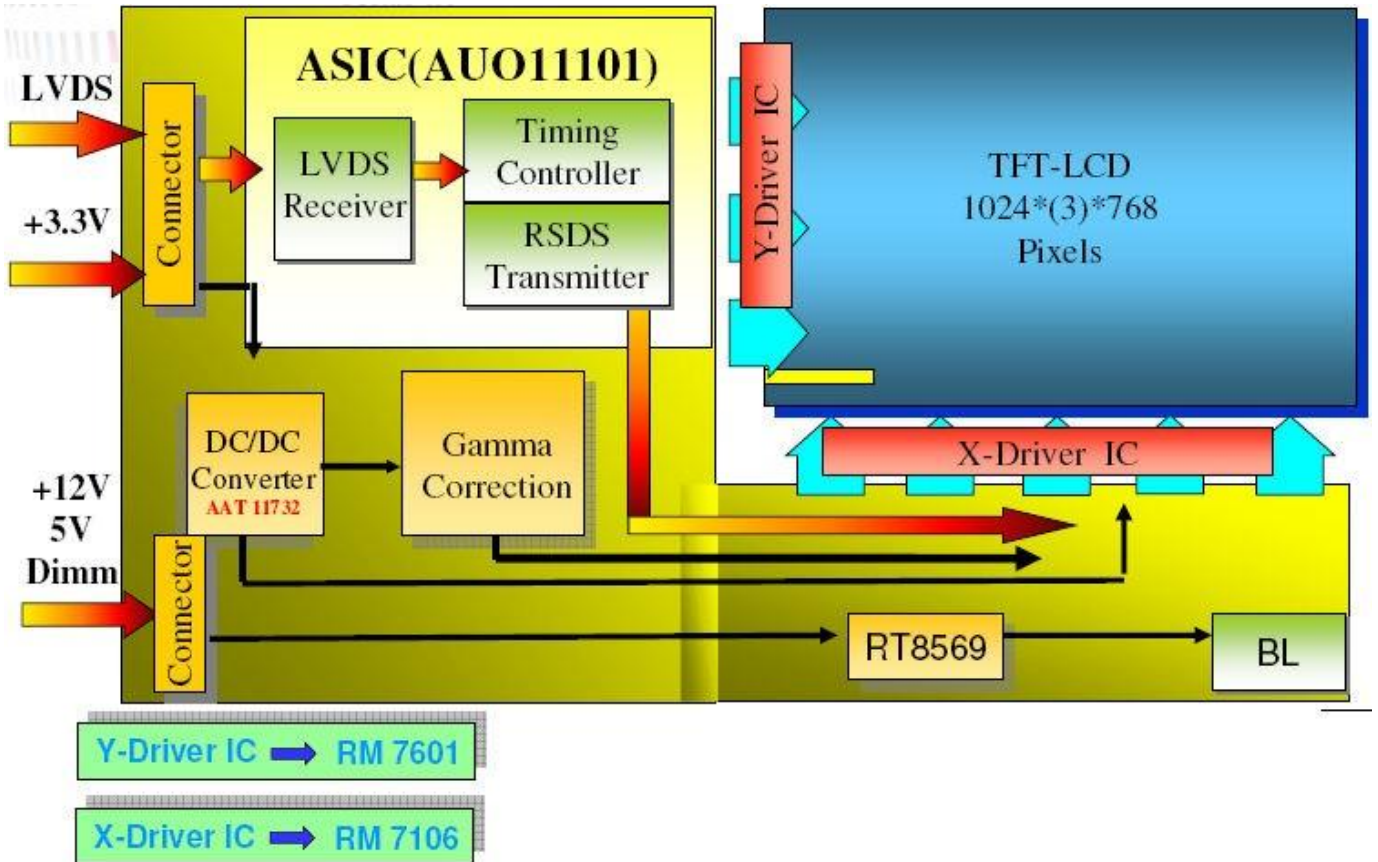 ASIC(AUO11101)
LVDS
+3.3V
Connector
LVDS
Receiver
Timing
Controller
RSDS
Transmitter
Y-Driver IC
TFT-LCD
1024*(3)*768
Pixels
X-Driver IC
DC/DC
Converter
AAT 11732
Gamma
Correction
+12V
5V
Dimm
Connector
RT8569
BL
Y-Driver IC RM 7601
X-Driver IC RM 7106